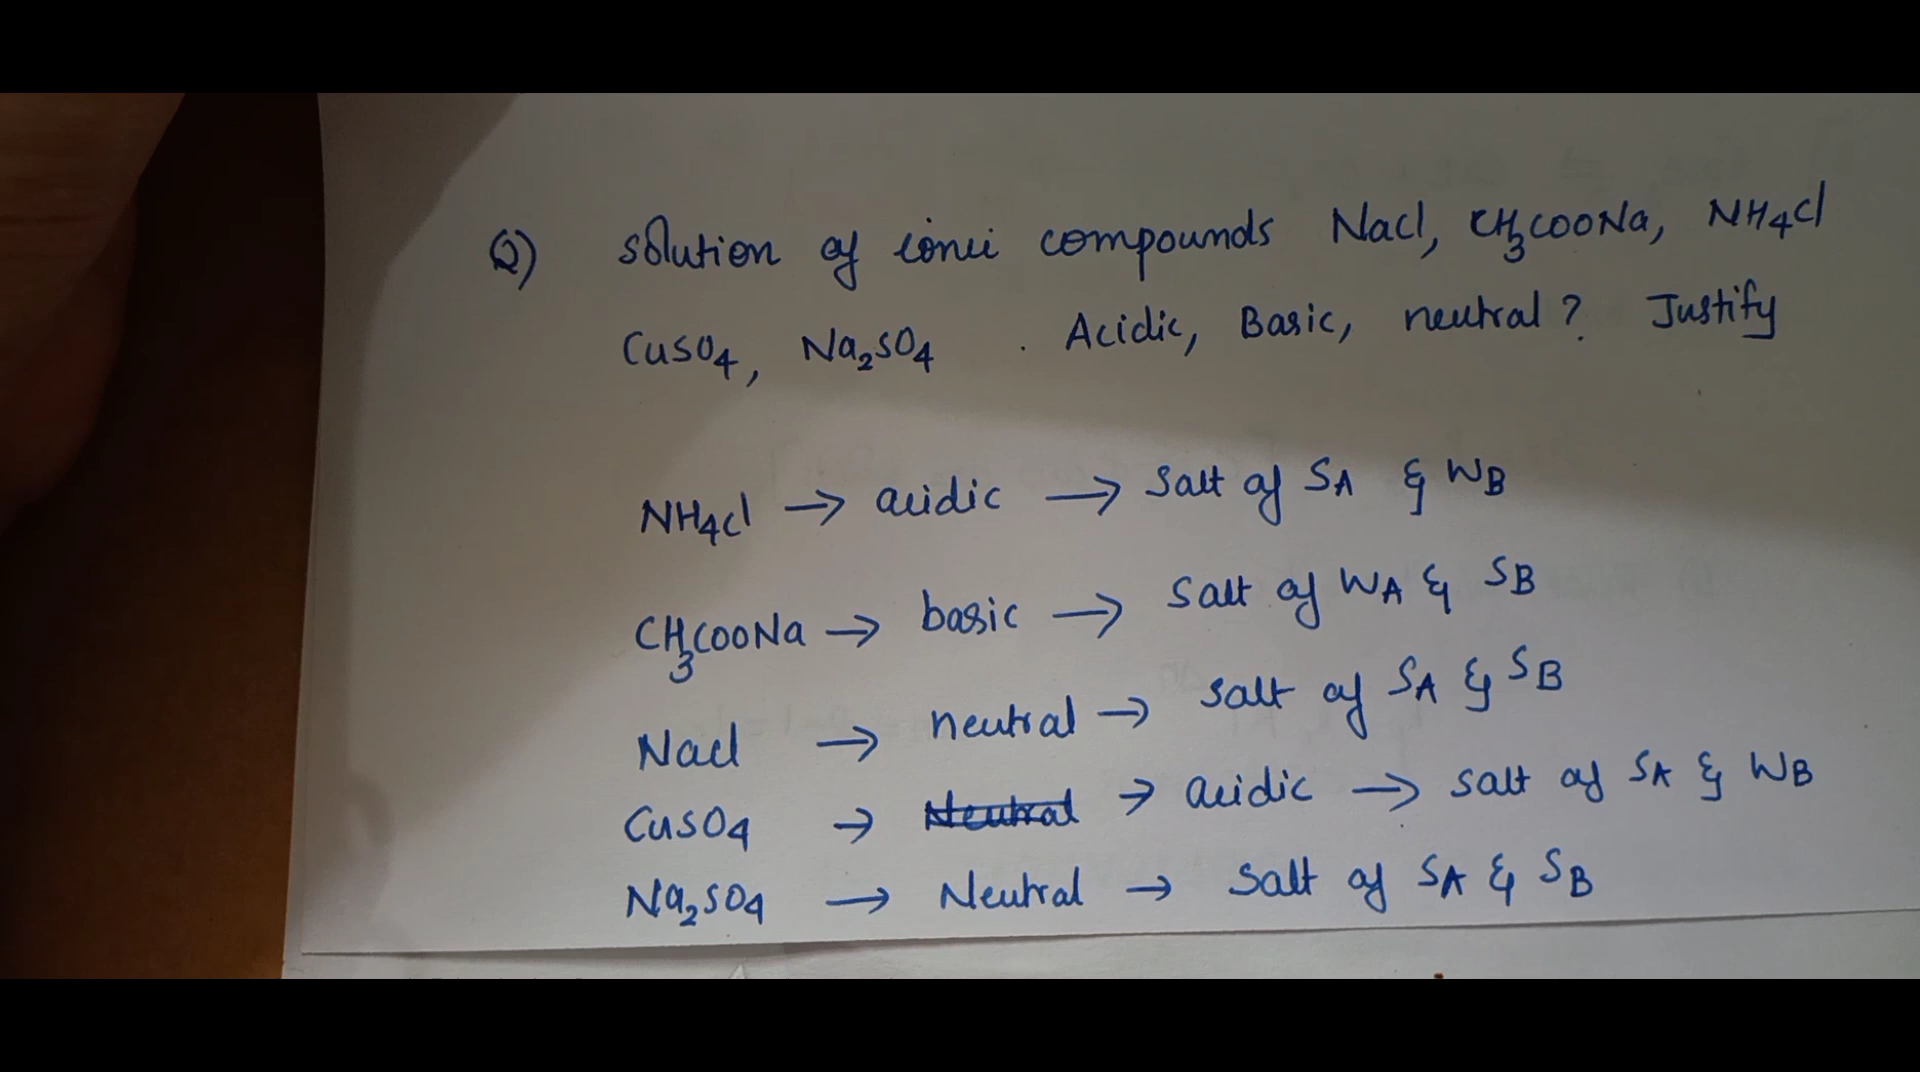 Q) Solution of ionic compounds NaCl, CH3COONa, NH4Cl
CuSO4, Na2SO4 . Acidic, Basic, neutral? Justify
NH4Cl → acidic → Salt of SA & WB
CH3COONa → basic → Salt of WA & SB
NaCl → neutral → Salt of SA & SB
CuSO4 → Neutral → acidic → salt of SA & WB
Na2SO4 → Neutral → Salt of SA & SB